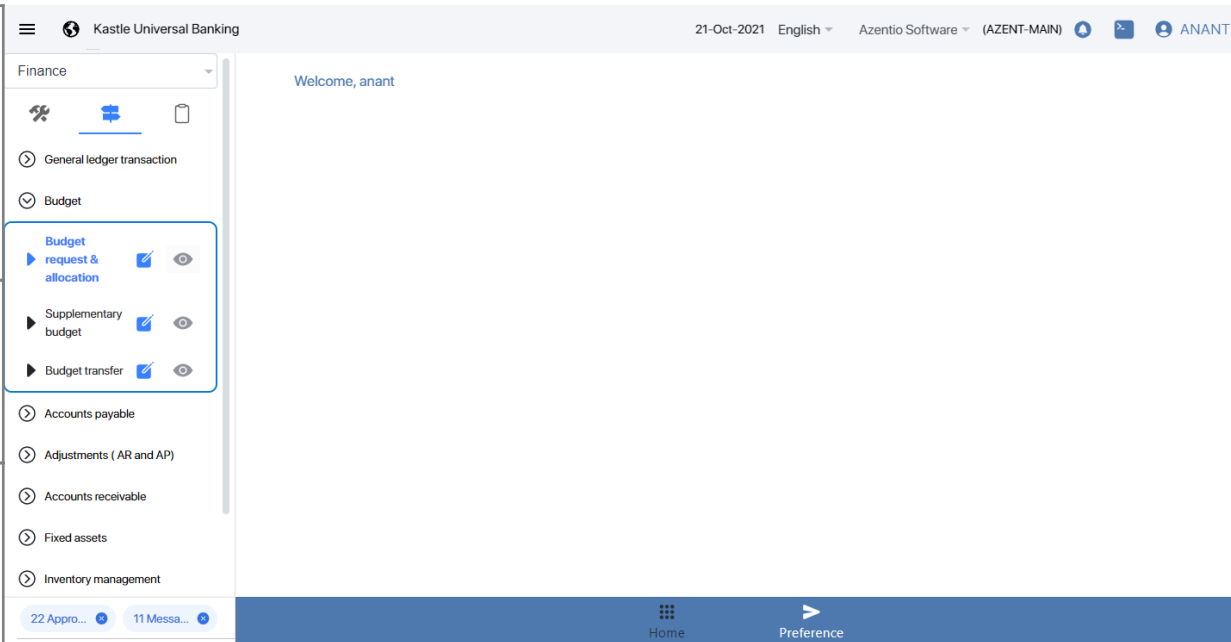 Kastle Universal Banking
21-Oct-2021 English Azentio Software (AZENT-MAIN) ANANT
Finance
Welcome, anant
General ledger transaction
Budget
Budget
request &
allocation
Supplementary
budget
Budget transfer
Accounts payable
Adjustments ( AR and AP)
Accounts receivable
Fixed assets
Inventory management
22 Appro... 11 Messa...
Home
Preference